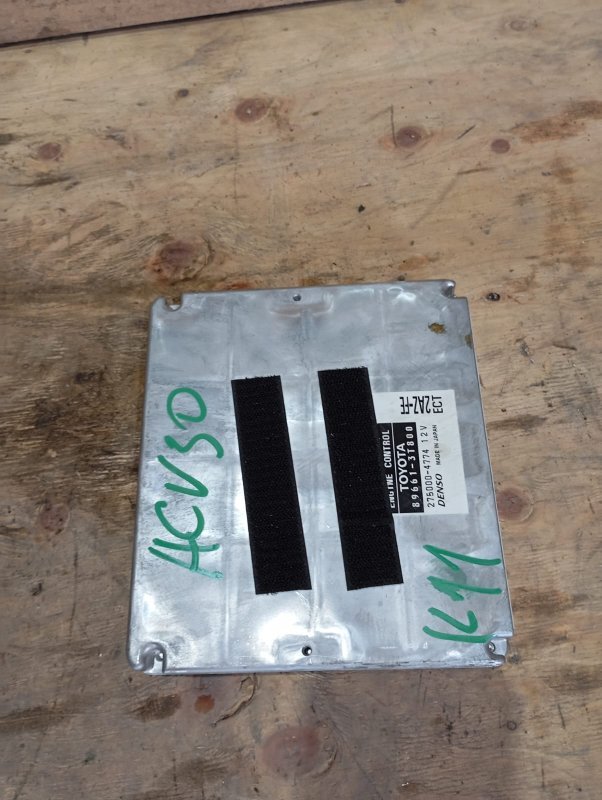 ACV30
ENGINE CONTROL
TOYOTA
89661-3T800
275000-4774 12V
DENSO MADE IN JAPAN
2AZ-FE
ECT
K11